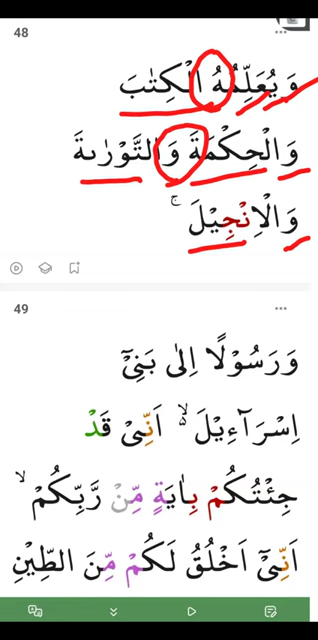 48
وَ يُعَلِّمُهُ الْكِتٰبَ
وَ الْحِكْمَةَ وَ التَّوْرٰىةَ
وَ الْاِنْجِيْلَ ۚ
49
وَ رَسُوْلًا اِلٰى بَنِىْۤ
اِسْرَآءِيْلَ ۙ۬ اَنِّىْ قَدْ
جِئْتُكُمْ بِاٰيَةٍ مِّنْ رَّبِّكُمْ ۙ
اَنِّىْۤ اَخْلُقُ لَكُمْ مِّنَ الطِّيْنِ